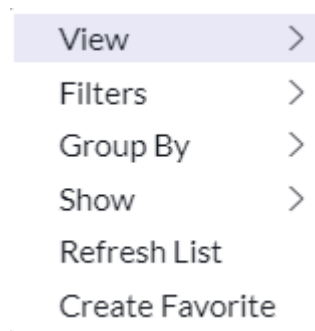 View
Filters
Group By
Show
Refresh List
Create Favorite